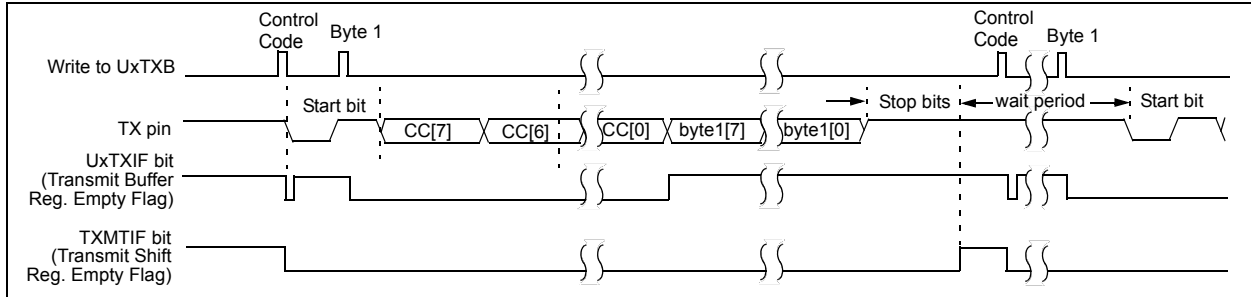 Control
Code
Byte 1
Control
Code
Byte 1
Write to UxTXB
Start bit
Stop bits
wait period
Start bit
TX pin
CC[7]
CC[6]
CC[0]
byte1[7]
byte1[0]
UxTXIF bit
(Transmit Buffer
Reg. Empty Flag)
TXMTIF bit
(Transmit Shift
Reg. Empty Flag)